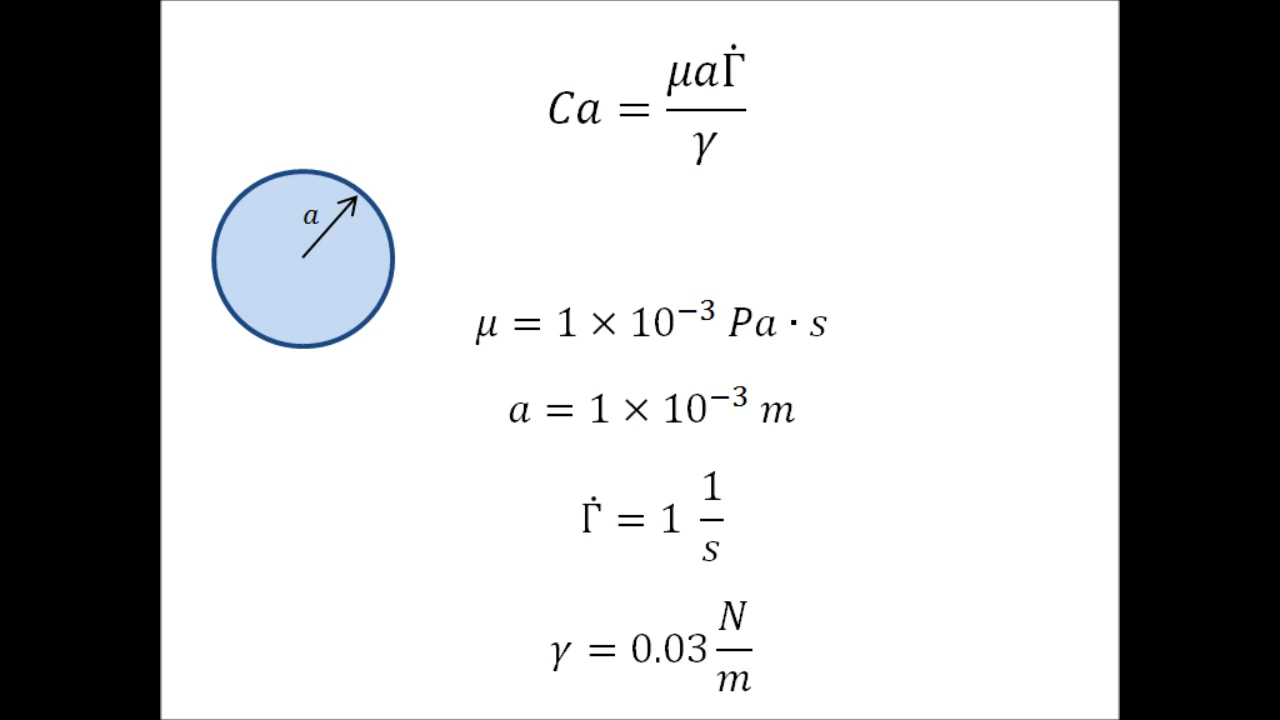 Ca = μaΓ̇ / γ
a
μ = 1 × 10⁻³ Pa · s
a = 1 × 10⁻³ m
Γ̇ = 1 1/s
γ = 0.03 N/m